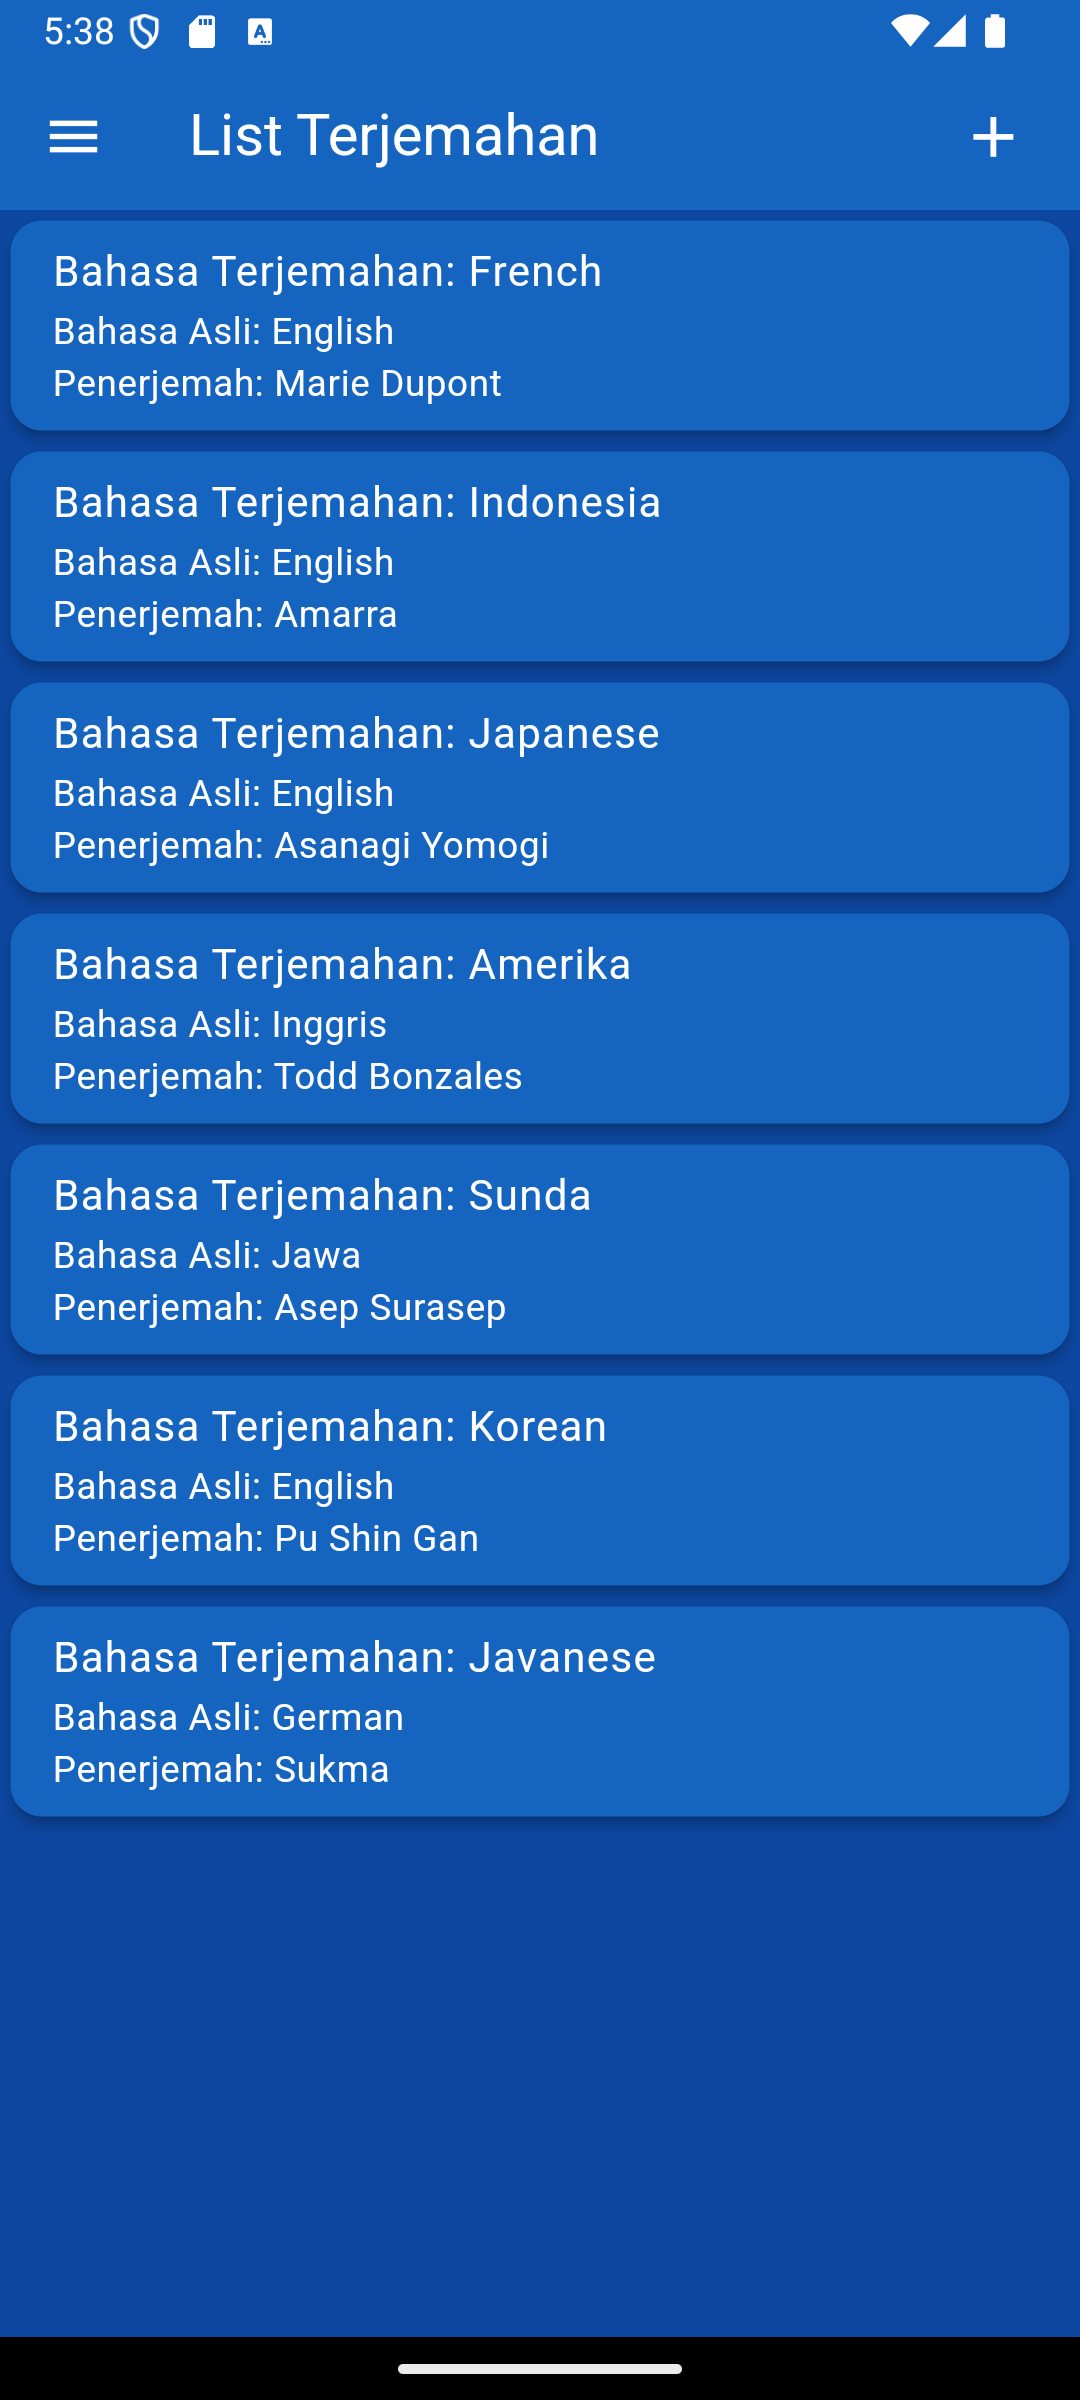 5:38
List Terjemahan
Bahasa Terjemahan: French
Bahasa Asli: English
Penerjemah: Marie Dupont
Bahasa Terjemahan: Indonesia
Bahasa Asli: English
Penerjemah: Amarra
Bahasa Terjemahan: Japanese
Bahasa Asli: English
Penerjemah: Asanagi Yomogi
Bahasa Terjemahan: Amerika
Bahasa Asli: Inggris
Penerjemah: Todd Bonzales
Bahasa Terjemahan: Sunda
Bahasa Asli: Jawa
Penerjemah: Asep Surasep
Bahasa Terjemahan: Korean
Bahasa Asli: English
Penerjemah: Pu Shin Gan
Bahasa Terjemahan: Javanese
Bahasa Asli: German
Penerjemah: Sukma